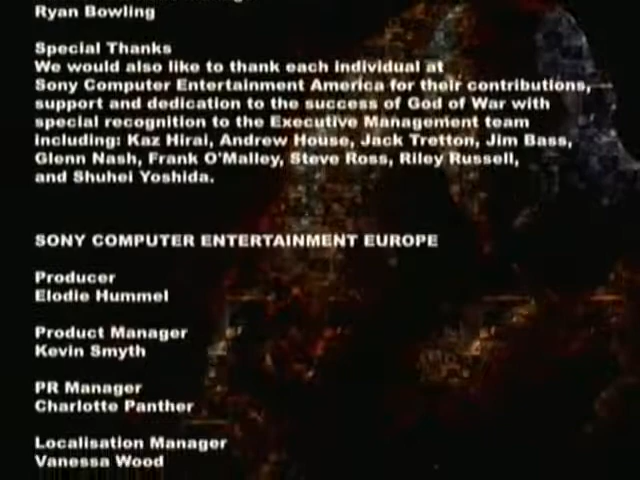 Ryan Bowling
Special Thanks
We would also like to thank each individual at
Sony Computer Entertainment America for their contributions,
support and dedication to the success of God of War with
special recognition to the Executive Management team
including: Kaz Hirai, Andrew House, Jack Tretton, Jim Bass,
Glenn Nash, Frank O'Malley, Steve Ross, Riley Russell,
and Shuhei Yoshida.
SONY COMPUTER ENTERTAINMENT EUROPE
Producer
Elodie Hummel
Product Manager
Kevin Smyth
PR Manager
Charlotte Panther
Localisation Manager
Vanessa Wood